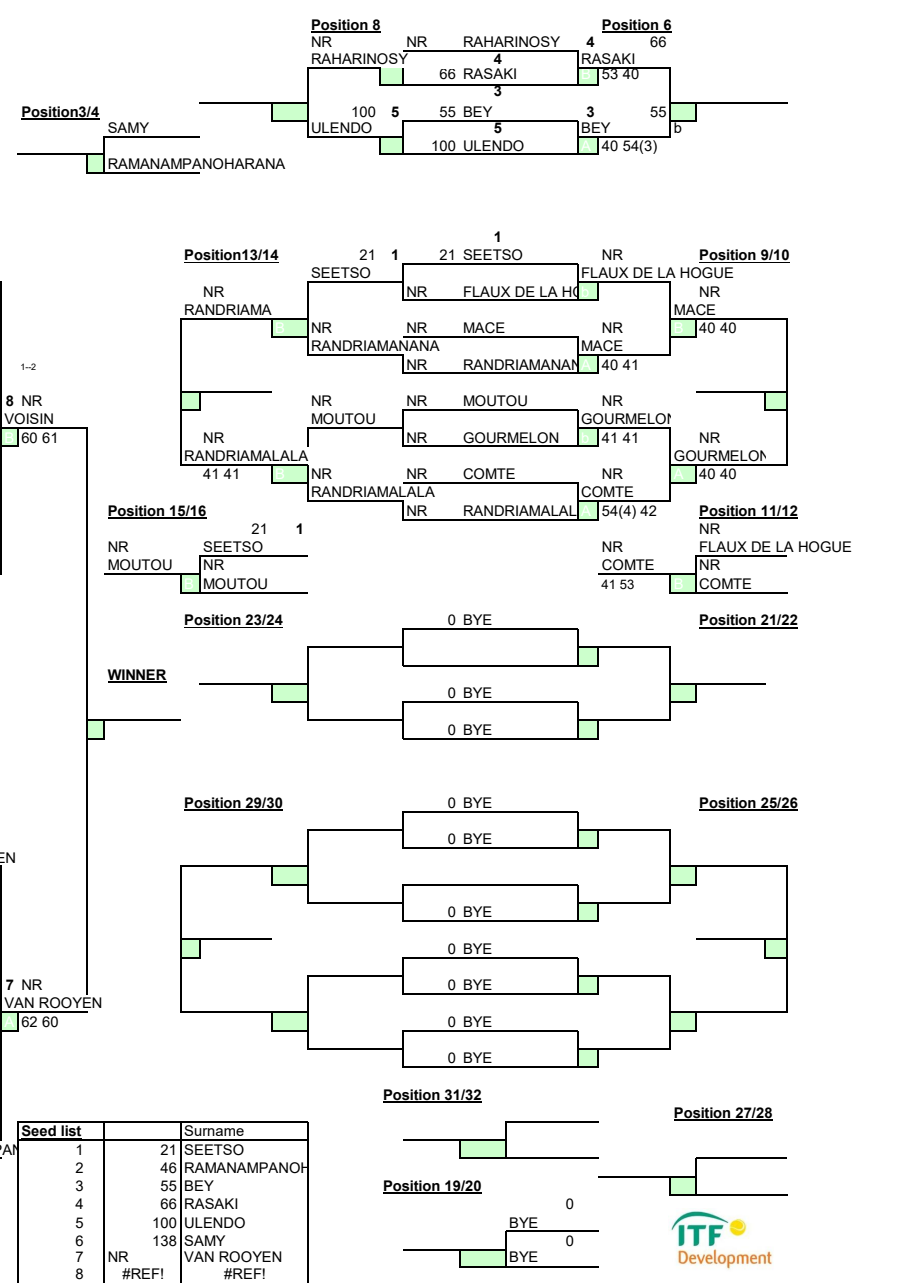 Position 8 Position 6
NR NR RAHARINOSY 4 66
RAHARINOSY 4 RASAKI
66 RASAKI B 53 40
3
Position3/4 100 5 55 BEY 3 55
SAMY ULENDO 5 BEY b
100 ULENDO A 40 54(3)
RAMANAMPANOHARANA
1
Position13/14 21 1 21 SEETSO NR Position 9/10
SEETSO FLAUX DE LA HOGUE
NR NR FLAUX DE LA HO NR
RANDRIAMA MACE
B NR NR MACE NR B 40 40
RANDRIAMANANA MACE
1--2 NR RANDRIAMANAN A 40 41
8 NR NR NR MOUTOU NR
VOISIN MOUTOU GOURMELON
B 60 61 NR NR GOURMELON 41 41 NR
RANDRIAMALALA GOURMELON
41 41 B NR NR COMTE NR A 40 40
RANDRIAMALALA COMTE
Position 15/16 NR RANDRIAMALAL A 54(4) 42 Position 11/12
21 1 NR
NR SEETSO NR FLAUX DE LA HOGUE
MOUTOU NR COMTE NR
B MOUTOU 41 53 B COMTE
Position 23/24 0 BYE Position 21/22
WINNER
0 BYE
0 BYE
Position 29/30 0 BYE Position 25/26
0 BYE
EN
0 BYE
0 BYE
7 NR 0 BYE
VAN ROOYEN
A 62 60 0 BYE
0 BYE
Position 31/32
Position 27/28
Seed list Surname
PAN 1 21 SEETSO
2 46 RAMANAMPANOH
3 55 BEY Position 19/20
4 66 RASAKI 0
5 100 ULENDO BYE
6 138 SAMY 0
7 NR VAN ROOYEN BYE
8 #REF! #REF!
ITF
Development